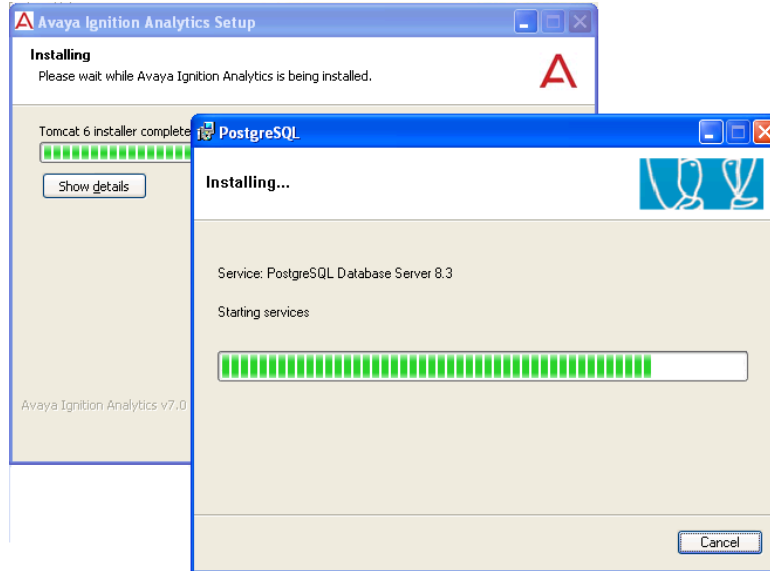 Avaya Ignition Analytics Setup
Installing
Please wait while Avaya Ignition Analytics is being installed.
Tomcat 6 installer complete
Show details
Avaya Ignition Analytics v7.0
PostgreSQL
Installing...
Service: PostgreSQL Database Server 8.3
Starting services
Cancel